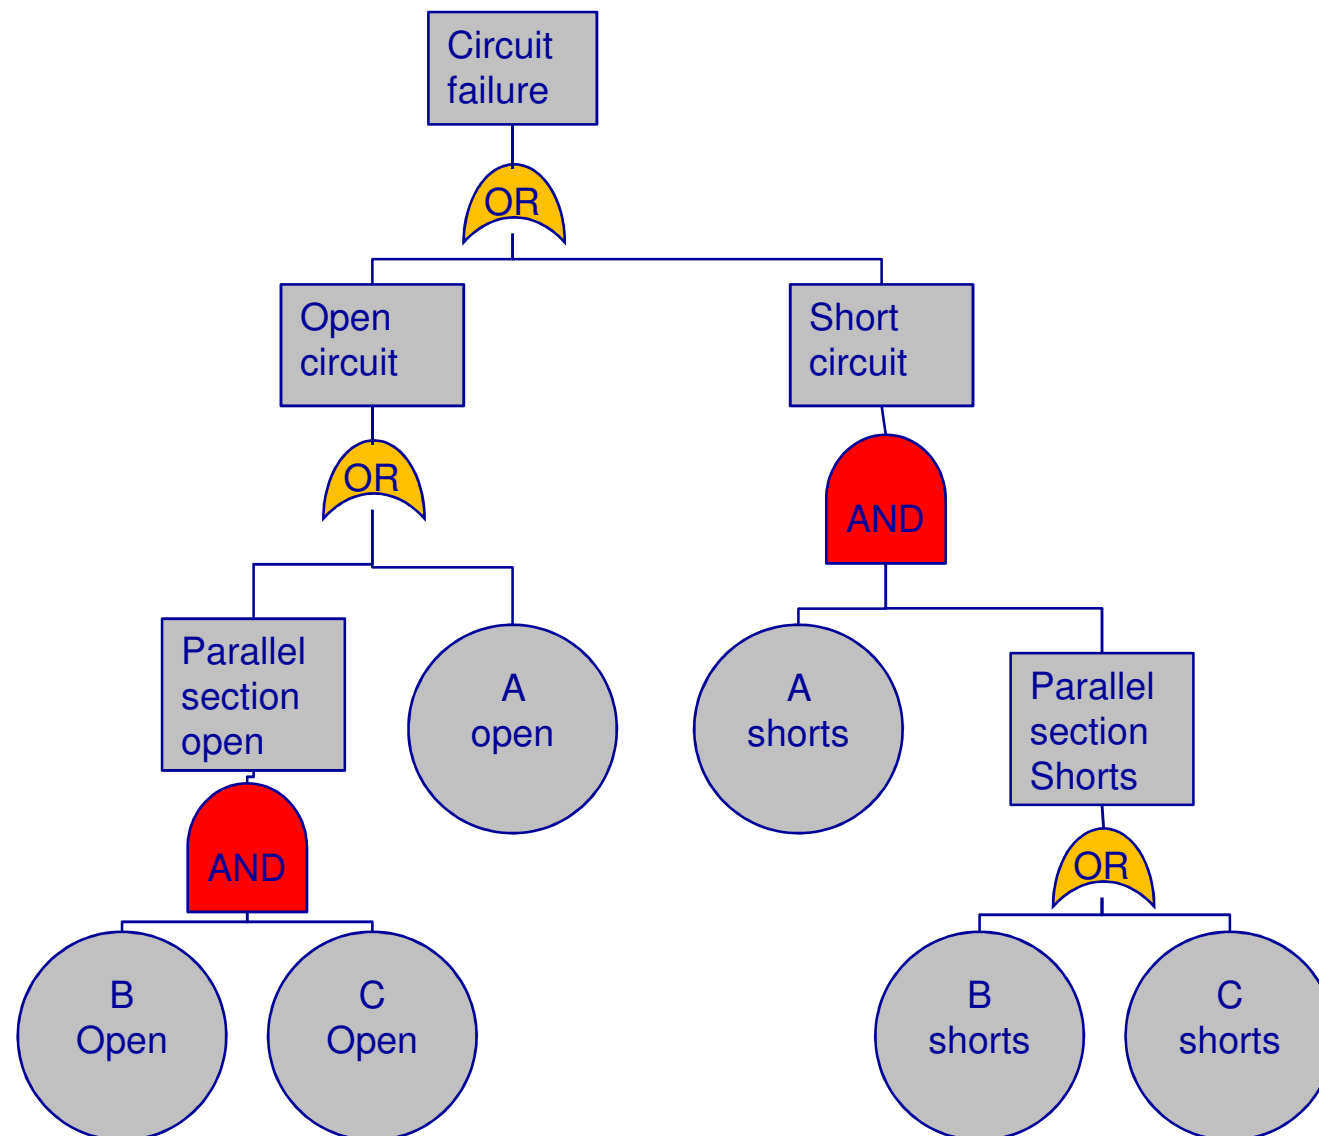 Circuit
failure
OR
Open
circuit
Short
circuit
OR
AND
Parallel
section
open
A
open
A
shorts
Parallel
section
Shorts
AND
OR
B
Open
C
Open
B
shorts
C
shorts